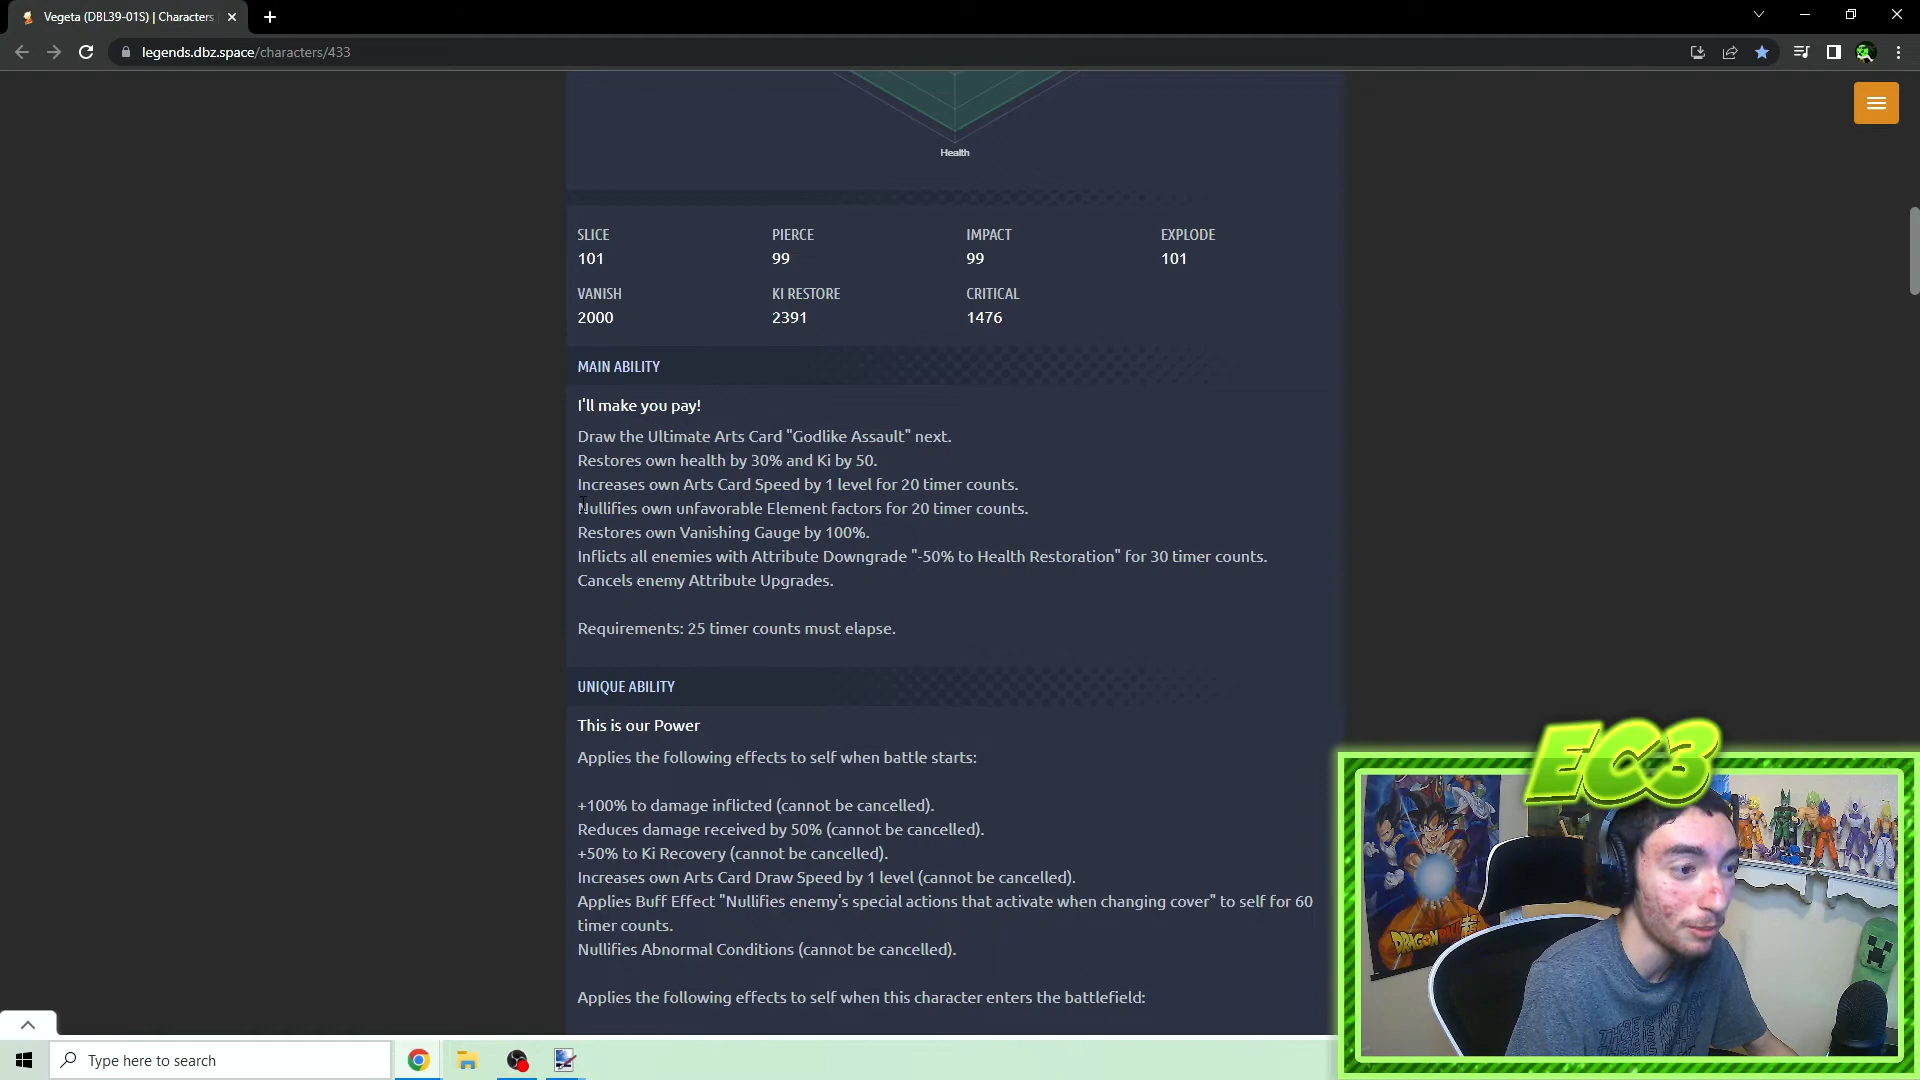 Vegeta (DBL39-01S) | Characters
legends.dbz.space/characters/433
Health
SLICE PIERCE IMPACT EXPLODE
101 99 99 101
VANISH KI RESTORE CRITICAL
2000 2391 1476
MAIN ABILITY
I'll make you pay!
Draw the Ultimate Arts Card "Godlike Assault" next.
Restores own health by 30% and Ki by 50.
Increases own Arts Card Speed by 1 level for 20 timer counts.
Nullifies own unfavorable Element factors for 20 timer counts.
Restores own Vanishing Gauge by 100%.
Inflicts all enemies with Attribute Downgrade "-50% to Health Restoration" for 30 timer counts.
Cancels enemy Attribute Upgrades.
Requirements: 25 timer counts must elapse.
UNIQUE ABILITY
This is our Power
Applies the following effects to self when battle starts:
+100% to damage inflicted (cannot be cancelled).
Reduces damage received by 50% (cannot be cancelled).
+50% to Ki Recovery (cannot be cancelled).
Increases own Arts Card Draw Speed by 1 level (cannot be cancelled).
Applies Buff Effect "Nullifies enemy's special actions that activate when changing cover" to self for 60
timer counts.
Nullifies Abnormal Conditions (cannot be cancelled).
Applies the following effects to self when this character enters the battlefield:
EC3
DRAGON BALL
Type here to search